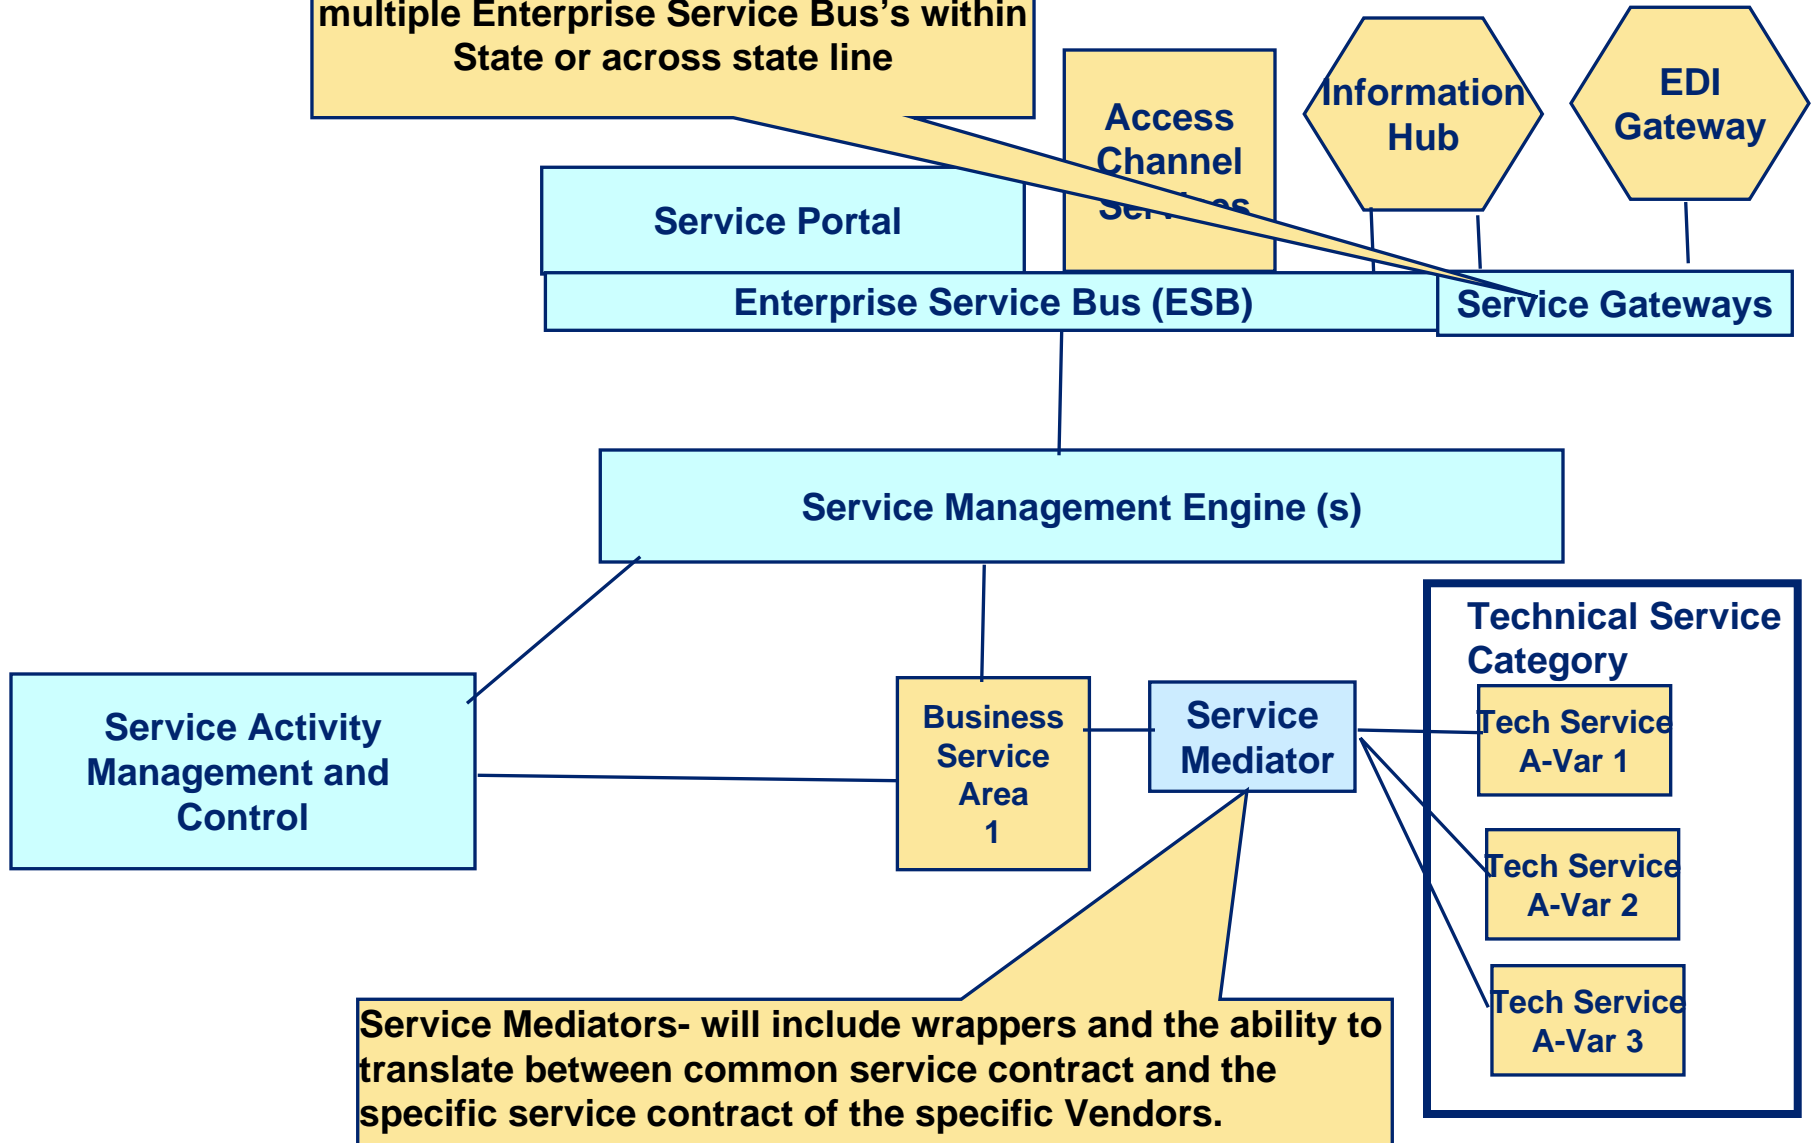 multiple Enterprise Service Bus's within
State or across state line
Access
Channel
Services
Information
Hub
EDI
Gateway
Service Portal
Enterprise Service Bus (ESB)
Service Gateways
Service Management Engine (s)
Technical Service
Category
Service Activity
Management and
Control
Business
Service
Area
1
Service
Mediator
Tech Service
A-Var 1
Tech Service
A-Var 2
Tech Service
A-Var 3
Service Mediators- will include wrappers and the ability to
translate between common service contract and the
specific service contract of the specific Vendors.